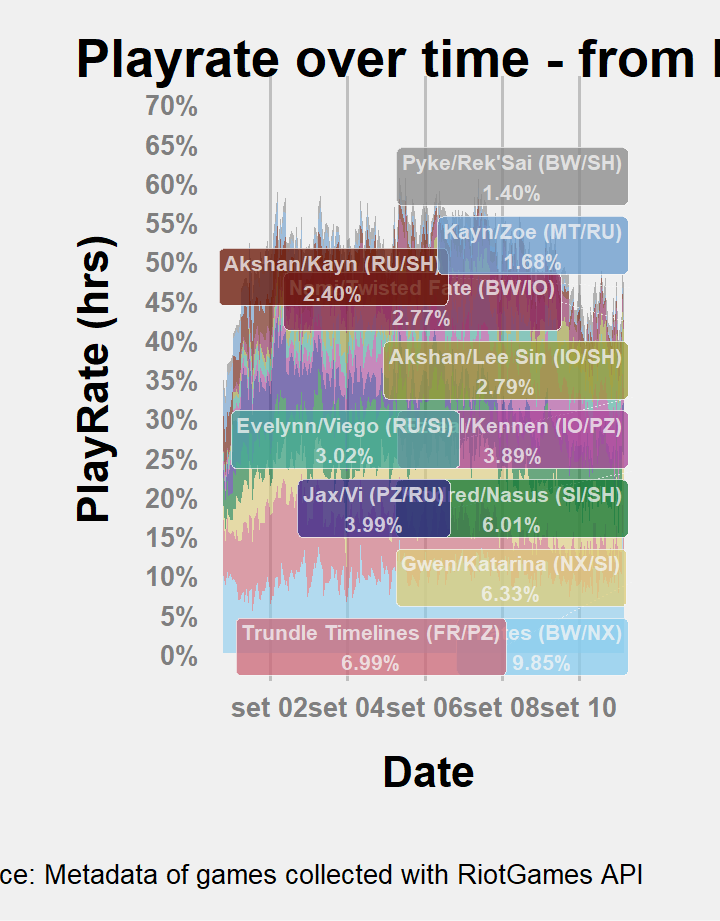 Playrate over time - from
70%
65%
60%
55%
50%
45%
40%
35%
30%
25%
20%
15%
10%
5%
0%
PlayRate (hrs)
Pyke/Rek'Sai (BW/SH)
1.40%
Kayn/Zoe (MT/RU)
1.68%
Akshan/Kayn (RU/SH)
2.40%
Twisted Fate (BW/IO)
2.77%
Akshan/Lee Sin (IO/SH)
2.79%
Evelynn/Viego (RU/SI)
3.02%
l/Kennen (IO/PZ)
3.89%
Jax/Vi (PZ/RU)
3.99%
red/Nasus (SI/SH)
6.01%
Gwen/Katarina (NX/SI)
6.33%
Trundle Timelines (FR/PZ)
6.99%
tes (BW/NX)
9.85%
set 02set 04set 06set 08set 10
Date
ce: Metadata of games collected with RiotGames API